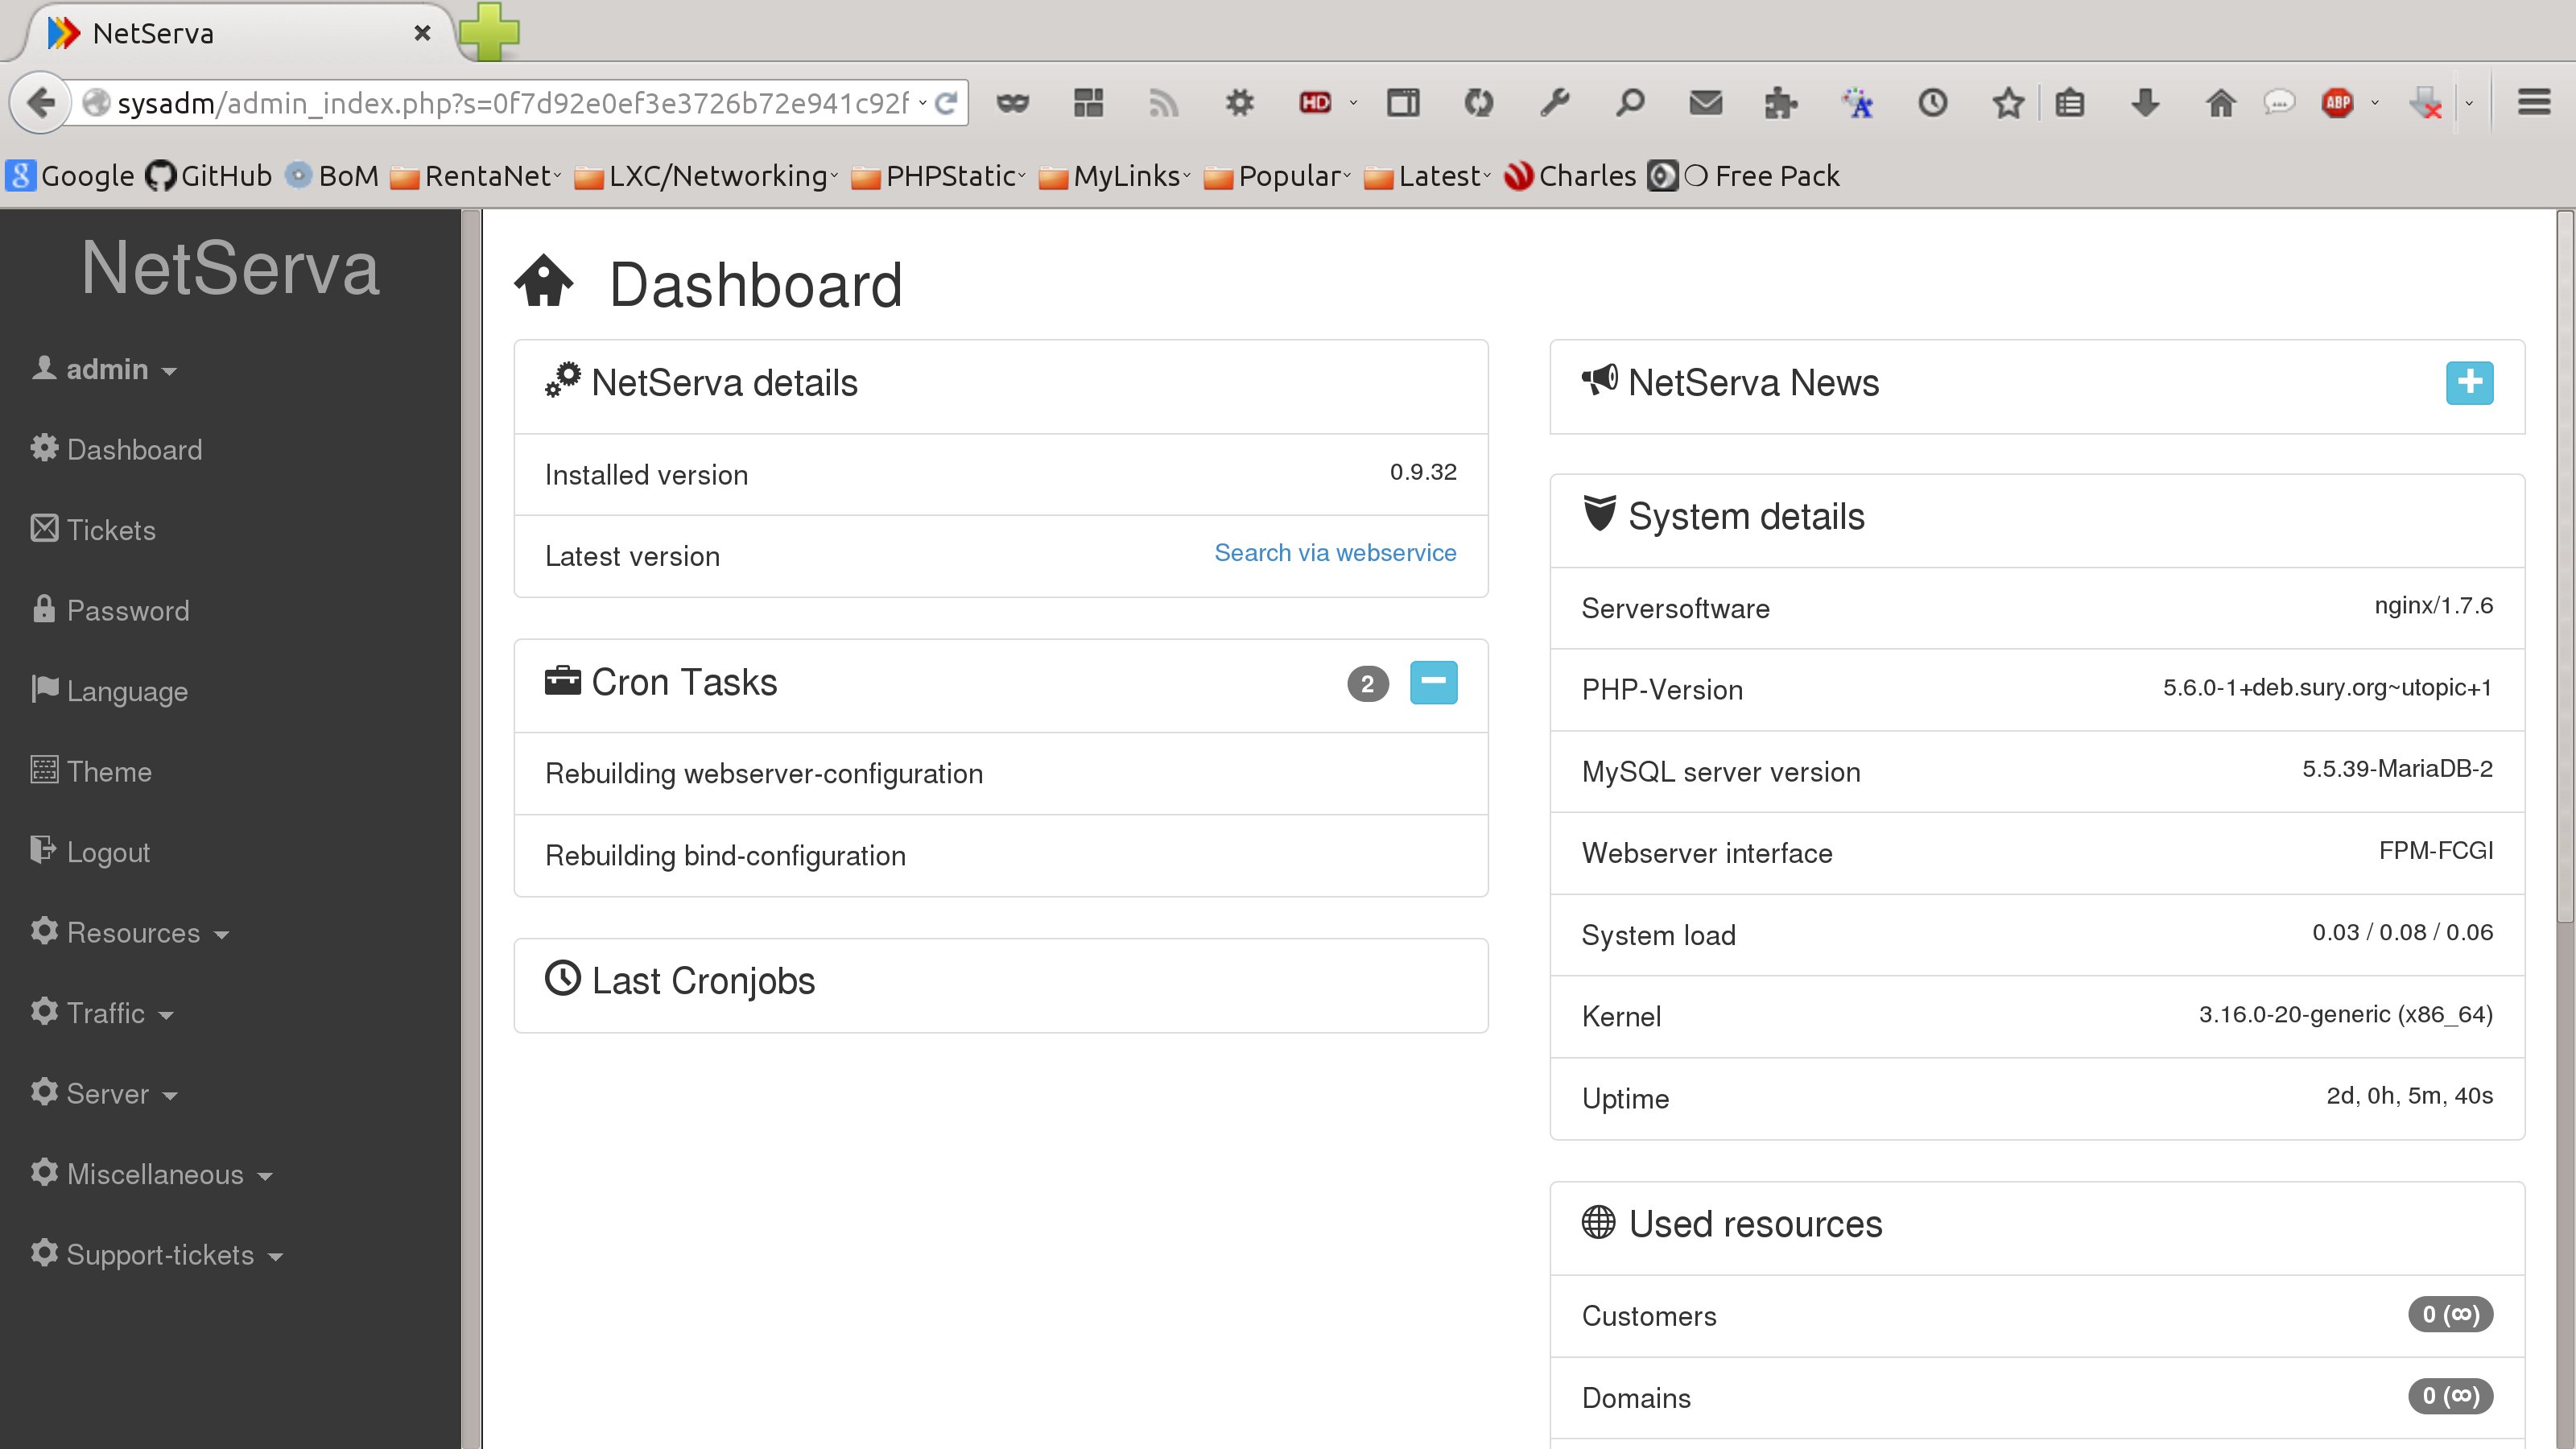 NetServa
sysadm/admin_index.php?s=0f7d92e0ef3e3726b72e941c92f
HD
A
ABP
Google GitHub BoM RentaNet LXC/Networking PHPStatic MyLinks Popular Latest Charles Free Pack
NetServa
admin
Dashboard
Tickets
Password
Language
Theme
Logout
Resources
Traffic
Server
Miscellaneous
Support-tickets
Dashboard
NetServa details
Installed version 0.9.32
Latest version Search via webservice
Cron Tasks 2
Rebuilding webserver-configuration
Rebuilding bind-configuration
Last Cronjobs
NetServa News
System details
Serversoftware nginx/1.7.6
PHP-Version 5.6.0-1+deb.sury.org~utopic+1
MySQL server version 5.5.39-MariaDB-2
Webserver interface FPM-FCGI
System load 0.03 / 0.08 / 0.06
Kernel 3.16.0-20-generic (x86_64)
Uptime 2d, 0h, 5m, 40s
Used resources
Customers 0 (∞)
Domains 0 (∞)